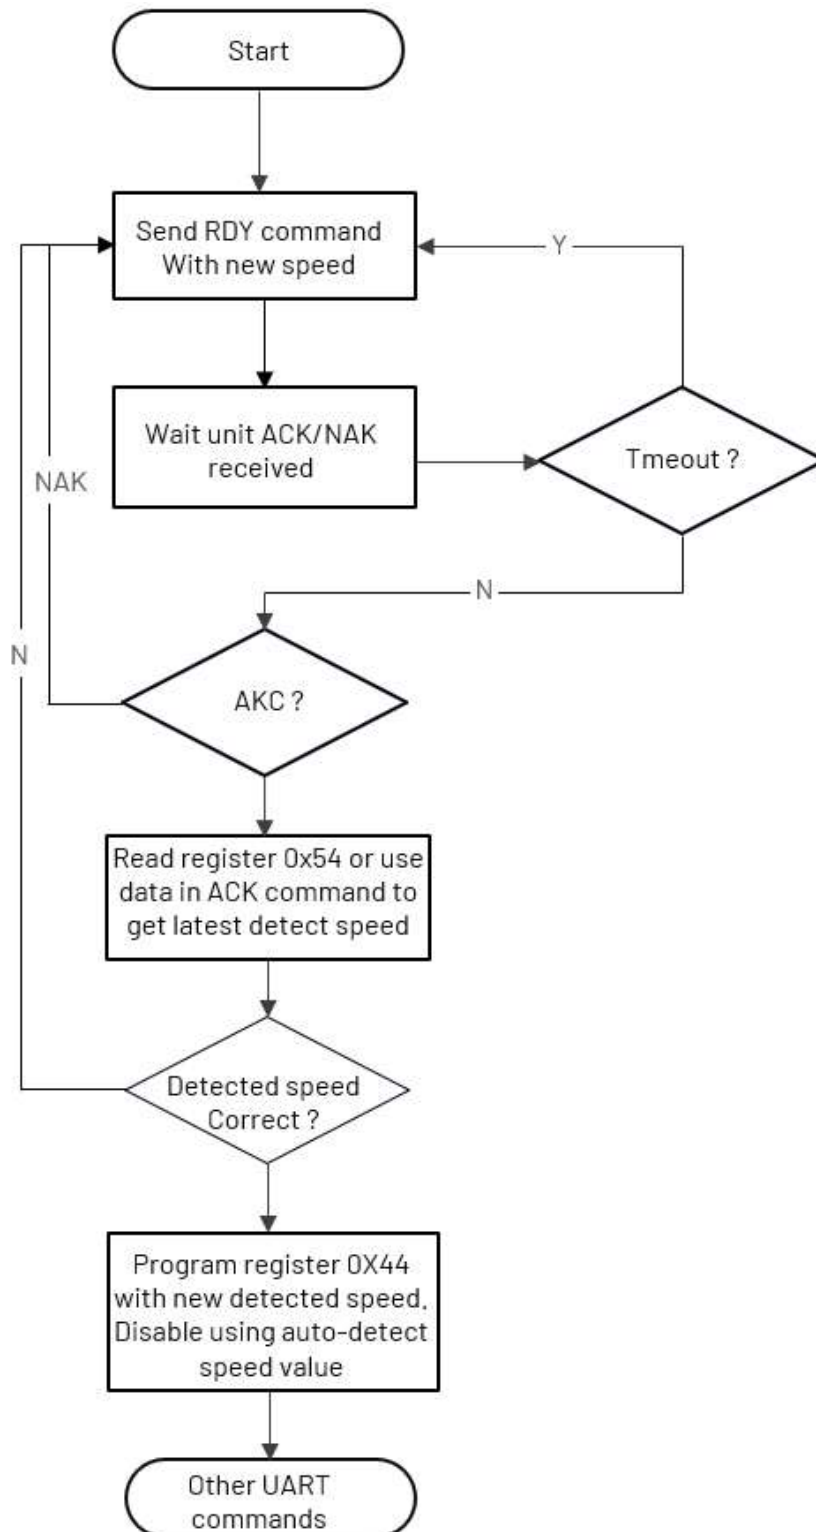 Start
Send RDY command
With new speed
Y
Wait unit ACK/NAK
received
Tmeout ?
NAK
N
N
AKC ?
Read register 0x54 or use
data in ACK command to
get latest detect speed
Detected speed
Correct ?
Program register 0X44
with new detected speed.
Disable using auto-detect
speed value
Other UART
commands